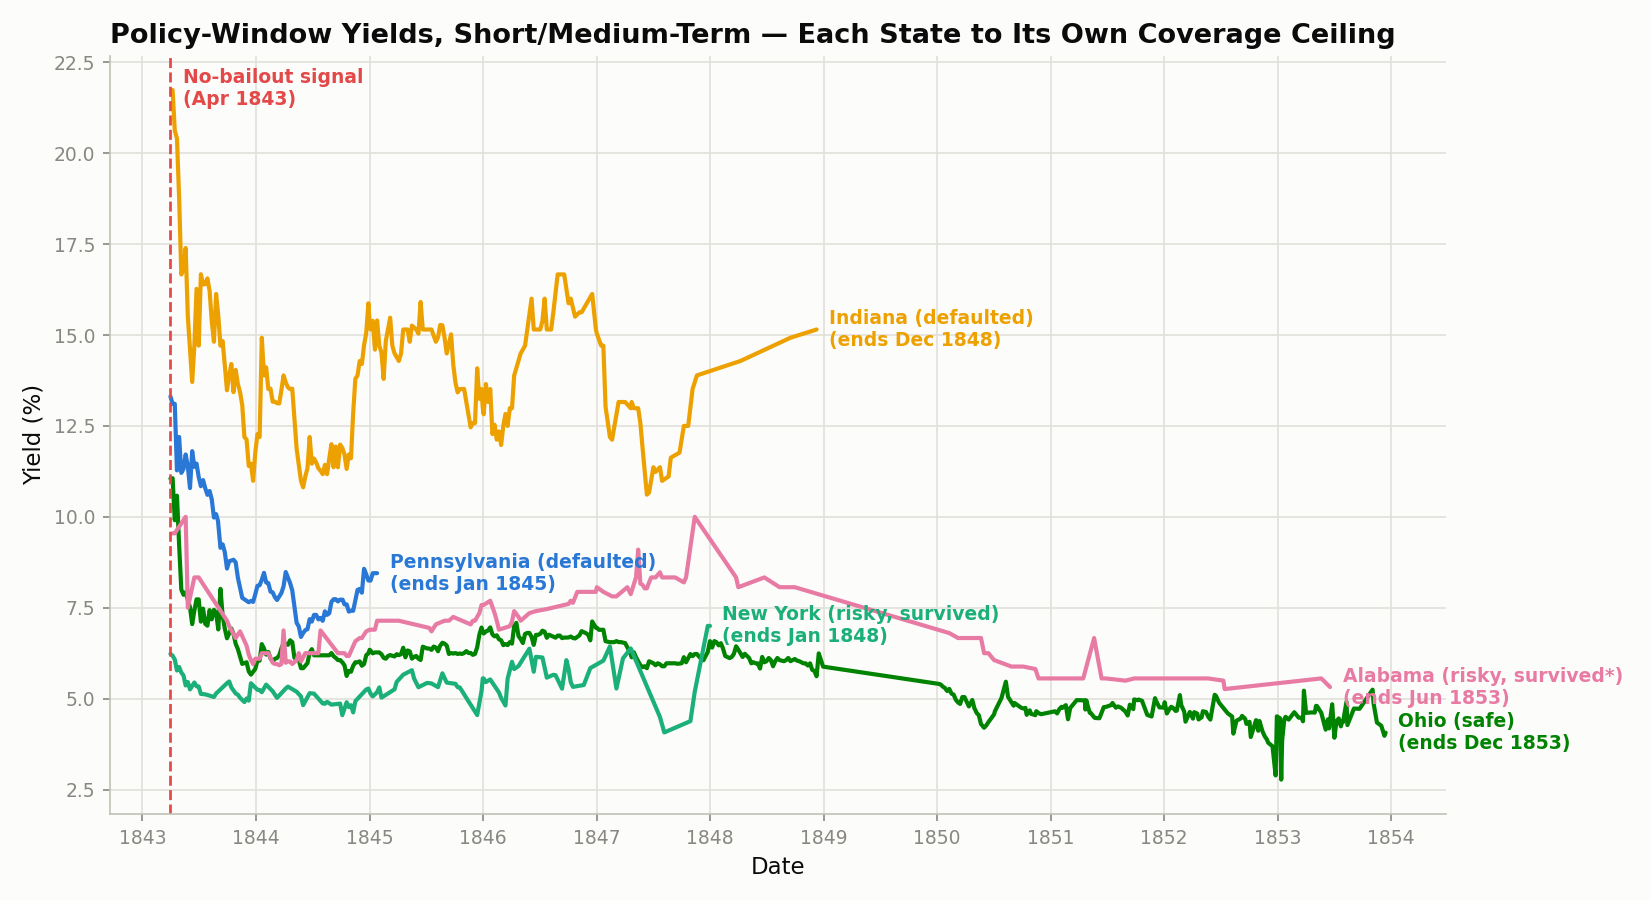 Policy-Window Yields, Short/Medium-Term — Each State to Its Own Coverage Ceiling
22.5
20.0
17.5
15.0
12.5
10.0
7.5
5.0
2.5
Yield (%)
No-bailout signal
(Apr 1843)
Indiana (defaulted)
(ends Dec 1848)
Pennsylvania (defaulted)
(ends Jan 1845)
New York (risky, survived)
(ends Jan 1848)
Alabama (risky, survived*)
(ends Jun 1853)
Ohio (safe)
(ends Dec 1853)
1843
1844
1845
1846
1847
1848
1849
1850
1851
1852
1853
1854
Date